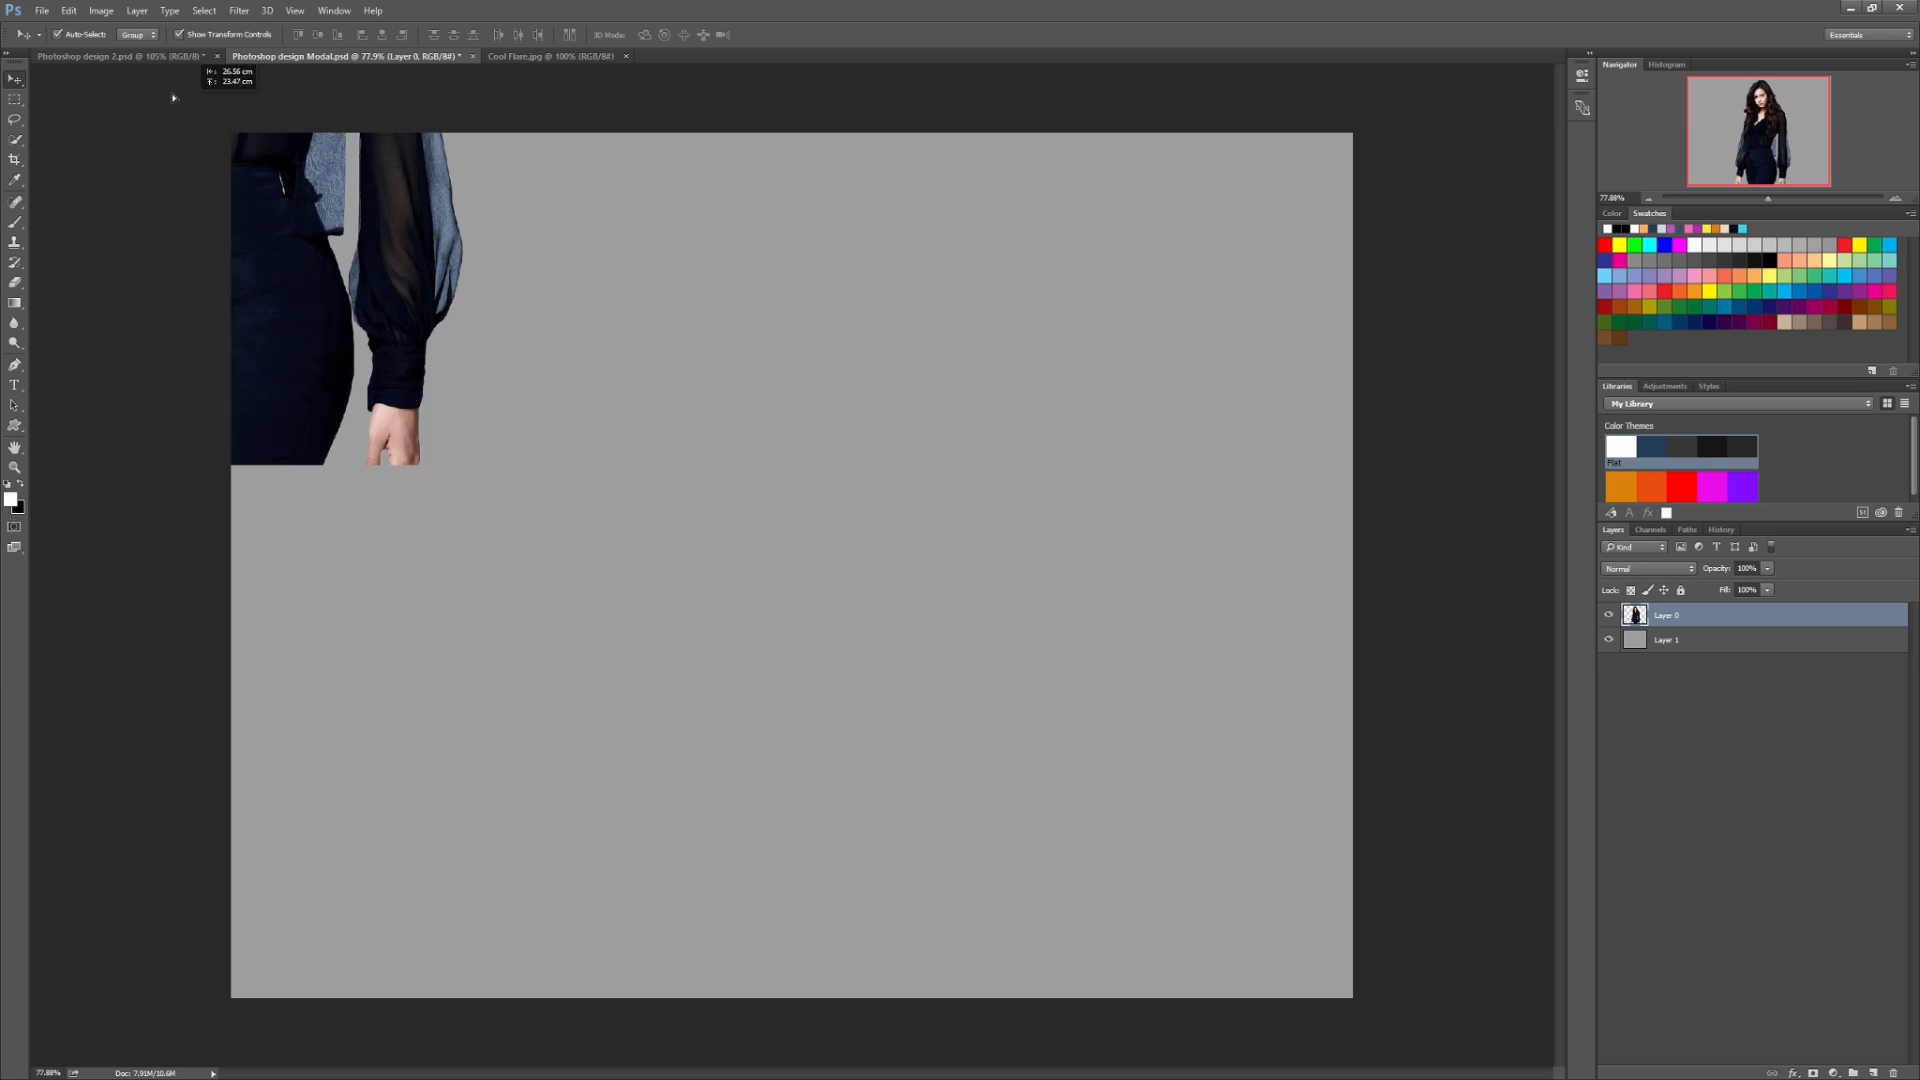 Ps File Edit Image Layer Type Select Filter 3D View Window Help
Auto-Select: Group Show Transform Controls 3D Mode: Essentials
Photoshop design 2.psd @ 105% (RGB/8) * × Photoshop design Modal.psd @ 77.9% (Layer 0, RGB/8#) * × Cool Flare.jpg @ 100% (RGB/8#) ×
26.56 cm
23.47 cm
Navigator Histogram
77.88%
Color Swatches
Libraries Adjustments Styles
My Library
Color Themes
Flat
A fx St
Layers Channels Paths History
Kind T
Normal Opacity: 100%
Lock: Fill: 100%
Layer 0
Layer 1
T
77.88% Doc: 7.91M/10.6M
fx